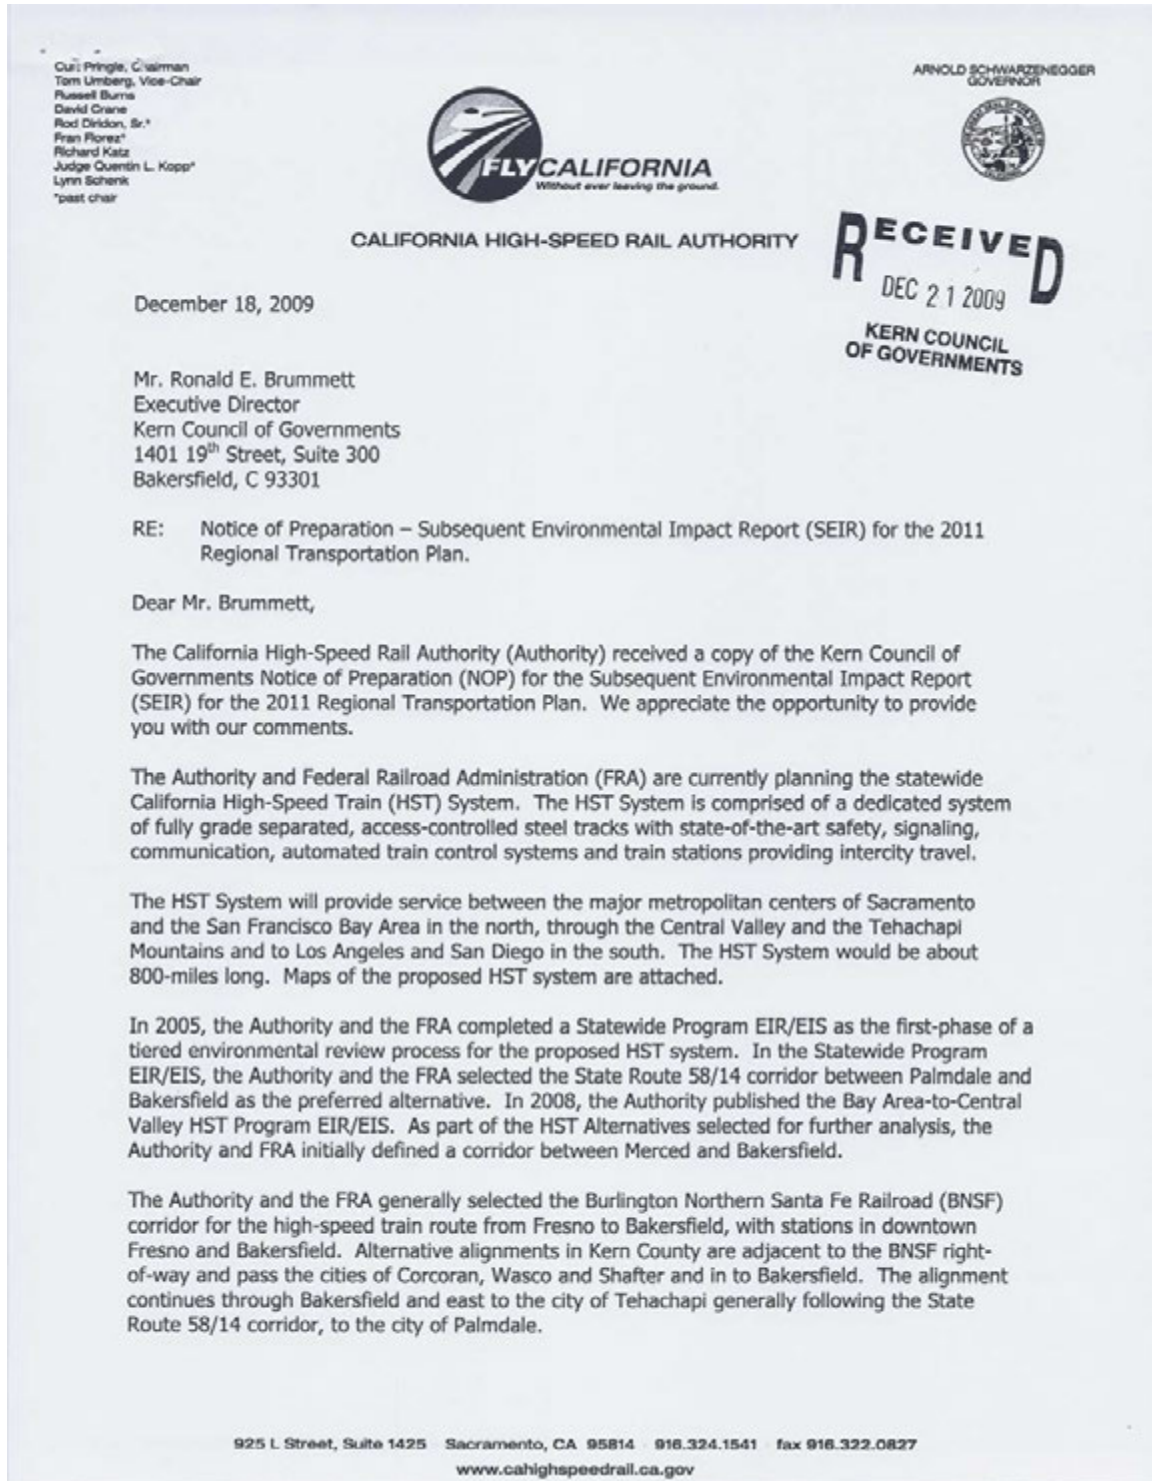 Curt Pringle, Chairman
Tom Umberg, Vice-Chair
Russell Burns
David Crane
Rod Diridon, Sr.*
Fran Florez*
Richard Katz
Judge Quentin L. Kopp*
Lynn Schenk
*past chair
ARNOLD SCHWARZENEGGER
GOVERNOR
FLY CALIFORNIA
Without ever leaving the ground.
CALIFORNIA HIGH-SPEED RAIL AUTHORITY
RECEIVED
DEC 21 2009
KERN COUNCIL
OF GOVERNMENTS
December 18, 2009
Mr. Ronald E. Brummett
Executive Director
Kern Council of Governments
1401 19th Street, Suite 300
Bakersfield, C 93301
RE: Notice of Preparation – Subsequent Environmental Impact Report (SEIR) for the 2011
Regional Transportation Plan.
Dear Mr. Brummett,
The California High-Speed Rail Authority (Authority) received a copy of the Kern Council of
Governments Notice of Preparation (NOP) for the Subsequent Environmental Impact Report
(SEIR) for the 2011 Regional Transportation Plan. We appreciate the opportunity to provide
you with our comments.
The Authority and Federal Railroad Administration (FRA) are currently planning the statewide
California High-Speed Train (HST) System. The HST System is comprised of a dedicated system
of fully grade separated, access-controlled steel tracks with state-of-the-art safety, signaling,
communication, automated train control systems and train stations providing intercity travel.
The HST System will provide service between the major metropolitan centers of Sacramento
and the San Francisco Bay Area in the north, through the Central Valley and the Tehachapi
Mountains and to Los Angeles and San Diego in the south. The HST System would be about
800-miles long. Maps of the proposed HST system are attached.
In 2005, the Authority and the FRA completed a Statewide Program EIR/EIS as the first-phase of a
tiered environmental review process for the proposed HST system. In the Statewide Program
EIR/EIS, the Authority and the FRA selected the State Route 58/14 corridor between Palmdale and
Bakersfield as the preferred alternative. In 2008, the Authority published the Bay Area-to-Central
Valley HST Program EIR/EIS. As part of the HST Alternatives selected for further analysis, the
Authority and FRA initially defined a corridor between Merced and Bakersfield.
The Authority and the FRA generally selected the Burlington Northern Santa Fe Railroad (BNSF)
corridor for the high-speed train route from Fresno to Bakersfield, with stations in downtown
Fresno and Bakersfield. Alternative alignments in Kern County are adjacent to the BNSF right-
of-way and pass the cities of Corcoran, Wasco and Shafter and in to Bakersfield. The alignment
continues through Bakersfield and east to the city of Tehachapi generally following the State
Route 58/14 corridor, to the city of Palmdale.
925 L Street, Suite 1425 Sacramento, CA 95814 916.324.1541 fax 916.322.0827
www.cahighspeedrail.ca.gov